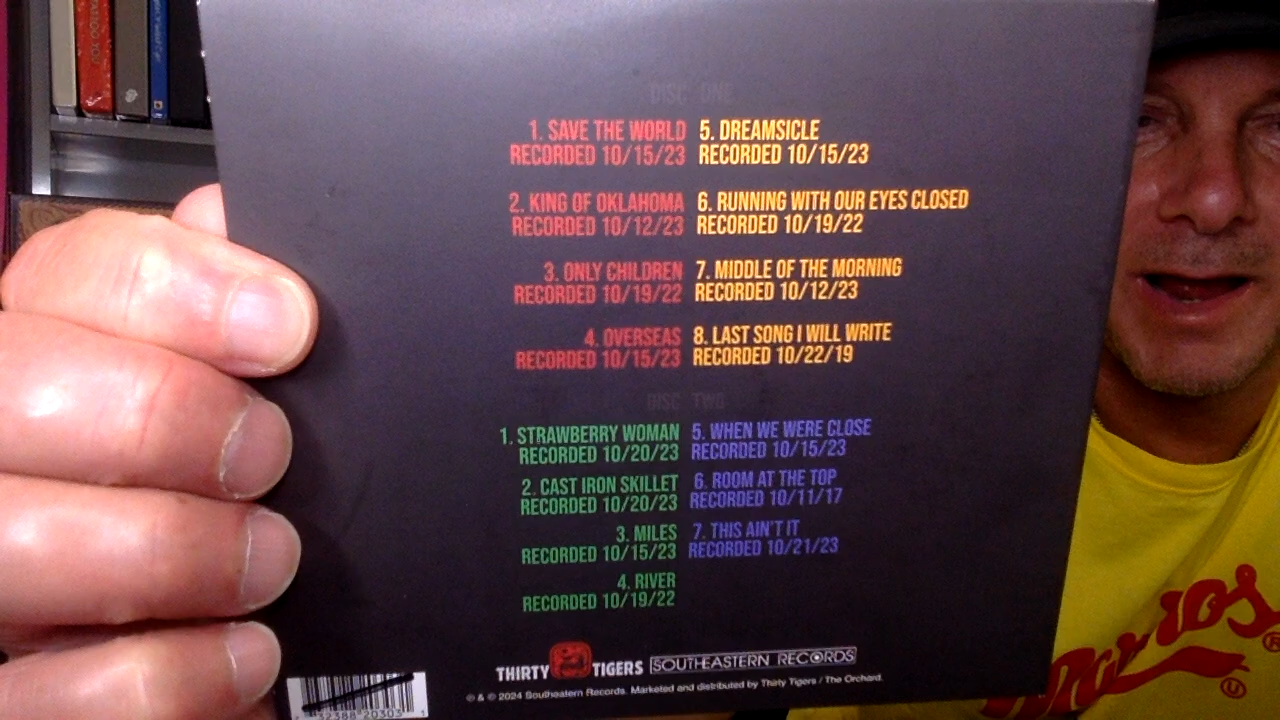 TATTOO YOU
DISC ONE
1. SAVE THE WORLD
RECORDED 10/15/23
2. KING OF OKLAHOMA
RECORDED 10/12/23
3. ONLY CHILDREN
RECORDED 10/19/22
4. OVERSEAS
RECORDED 10/15/23
5. DREAMSICLE
RECORDED 10/15/23
6. RUNNING WITH OUR EYES CLOSED
RECORDED 10/19/22
7. MIDDLE OF THE MORNING
RECORDED 10/12/23
8. LAST SONG I WILL WRITE
RECORDED 10/22/19
DISC TWO
1. STRAWBERRY WOMAN
RECORDED 10/20/23
2. CAST IRON SKILLET
RECORDED 10/20/23
3. MILES
RECORDED 10/15/23
4. RIVER
RECORDED 10/19/22
5. WHEN WE WERE CLOSE
RECORDED 10/15/23
6. ROOM AT THE TOP
RECORDED 10/11/17
7. THIS AIN'T IT
RECORDED 10/21/23
THIRTY TIGERS
SOUTHEASTERN RECORDS
℗ & © 2024 Southeastern Records. Marketed and distributed by Thirty Tigers / The Orchard.
32388 20303 1